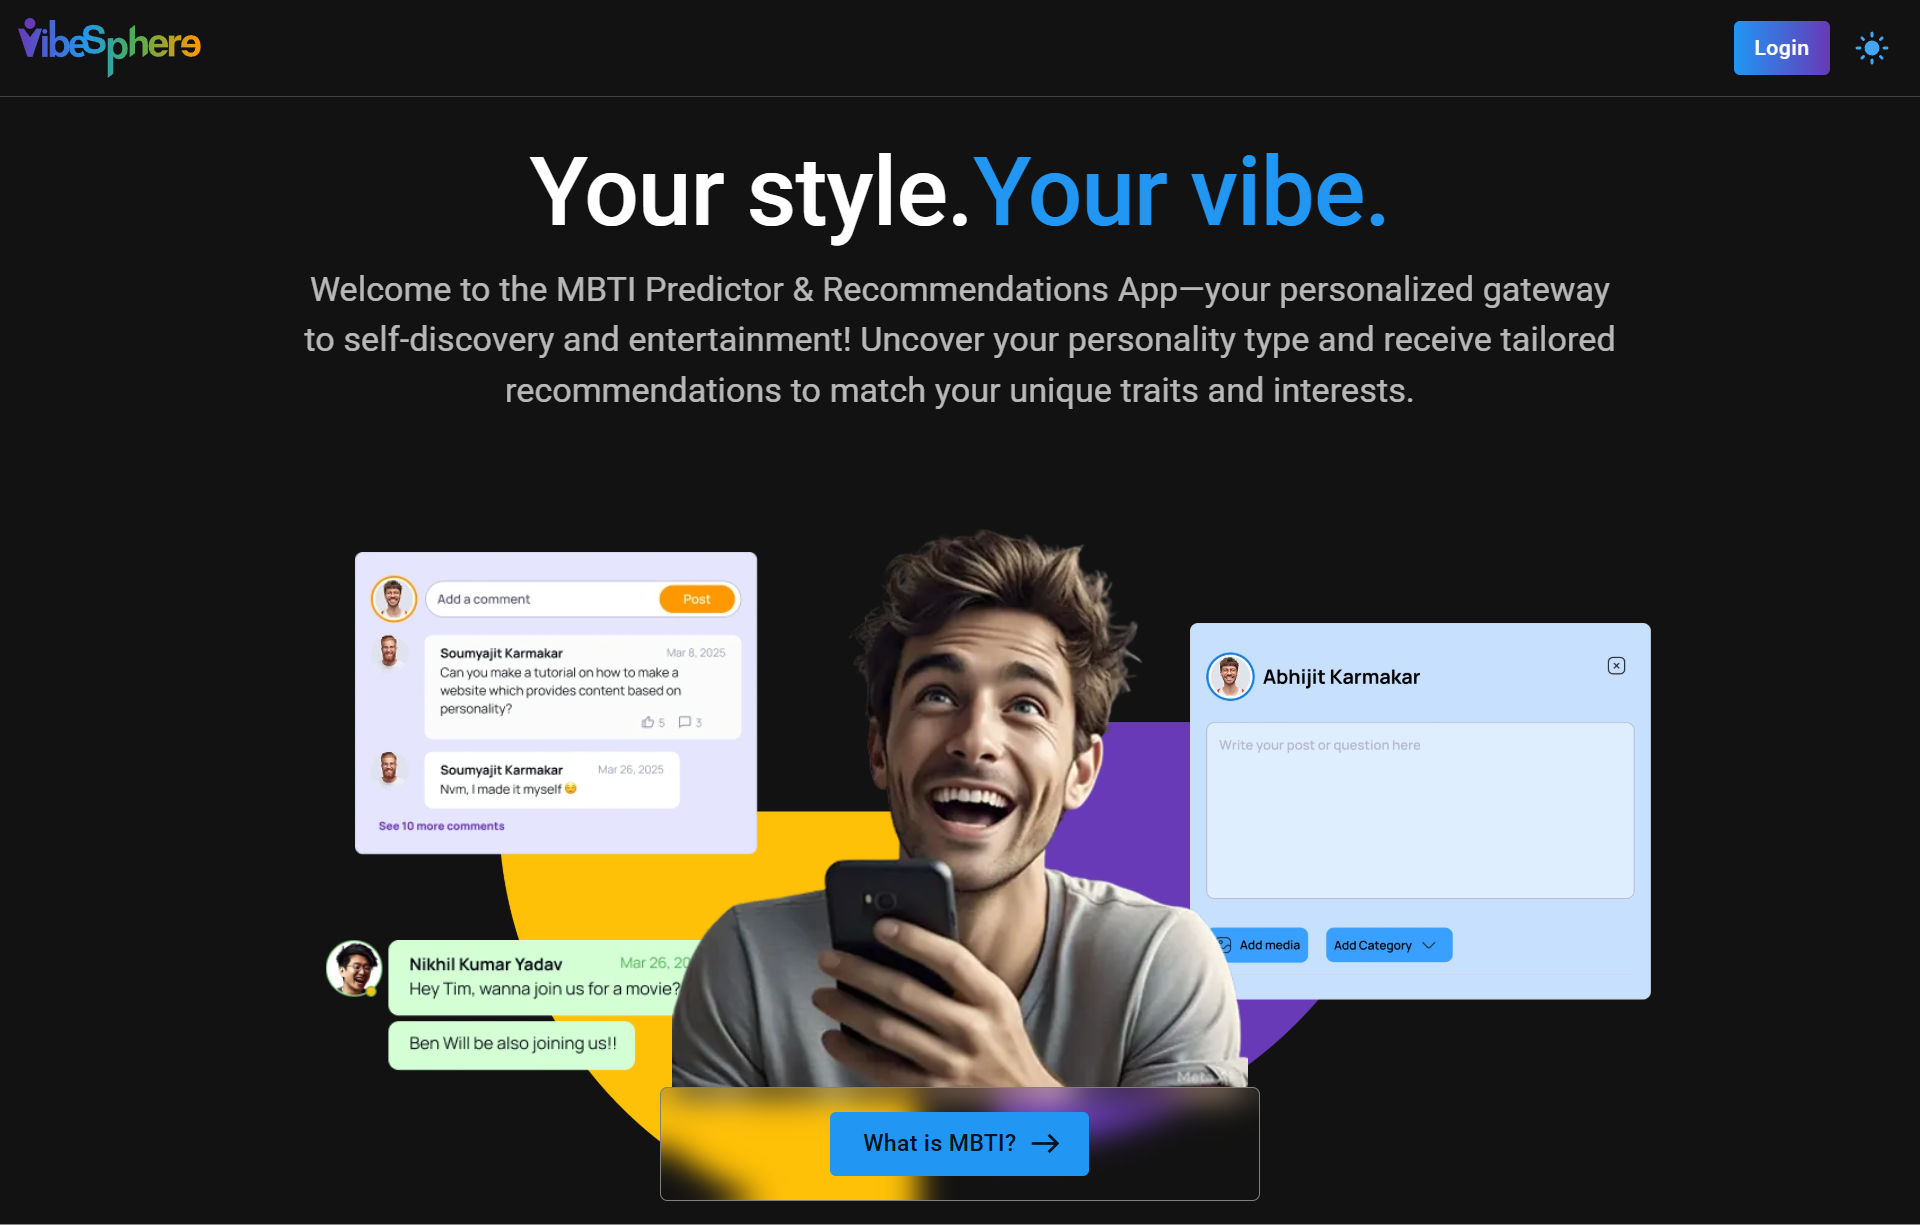 VibeSphere
Login
Your style.Your vibe.
Welcome to the MBTI Predictor & Recommendations App—your personalized gateway
to self-discovery and entertainment! Uncover your personality type and receive tailored
recommendations to match your unique traits and interests.
Add a comment
Post
Soumyajit Karmakar Mar 8, 2025
Can you make a tutorial on how to make a
website which provides content based on
personality?
5 3
Soumyajit Karmakar Mar 26, 2025
Nvm, I made it myself 😌
See 10 more comments
Abhijit Karmakar
Write your post or question here
Add media Add Category
Nikhil Kumar Yadav Mar 26, 20
Hey Tim, wanna join us for a movie?
Ben Will be also joining us!!
What is MBTI?